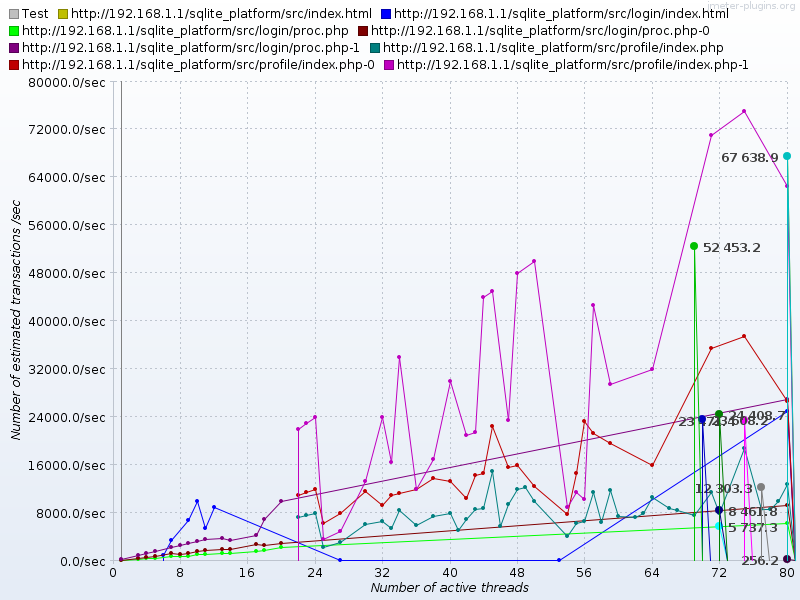 jmeter-plugins.org
Test http://192.168.1.1/sqlite_platform/src/index.html http://192.168.1.1/sqlite_platform/src/login/index.html
http://192.168.1.1/sqlite_platform/src/login/proc.php http://192.168.1.1/sqlite_platform/src/login/proc.php-0
http://192.168.1.1/sqlite_platform/src/login/proc.php-1 http://192.168.1.1/sqlite_platform/src/profile/index.php
http://192.168.1.1/sqlite_platform/src/profile/index.php-0 http://192.168.1.1/sqlite_platform/src/profile/index.php-1
80000.0/sec
72000.0/sec
67 638.9
64000.0/sec
56000.0/sec
52 453.2
48000.0/sec
40000.0/sec
32000.0/sec
24000.0/sec
24 408.7
16000.0/sec
12 303.3
8000.0/sec
8 461.8
5 737.3
0.0/sec
256.2
0 8 16 24 32 40 48 56 64 72 80
Number of active threads
Number of estimated transactions /sec